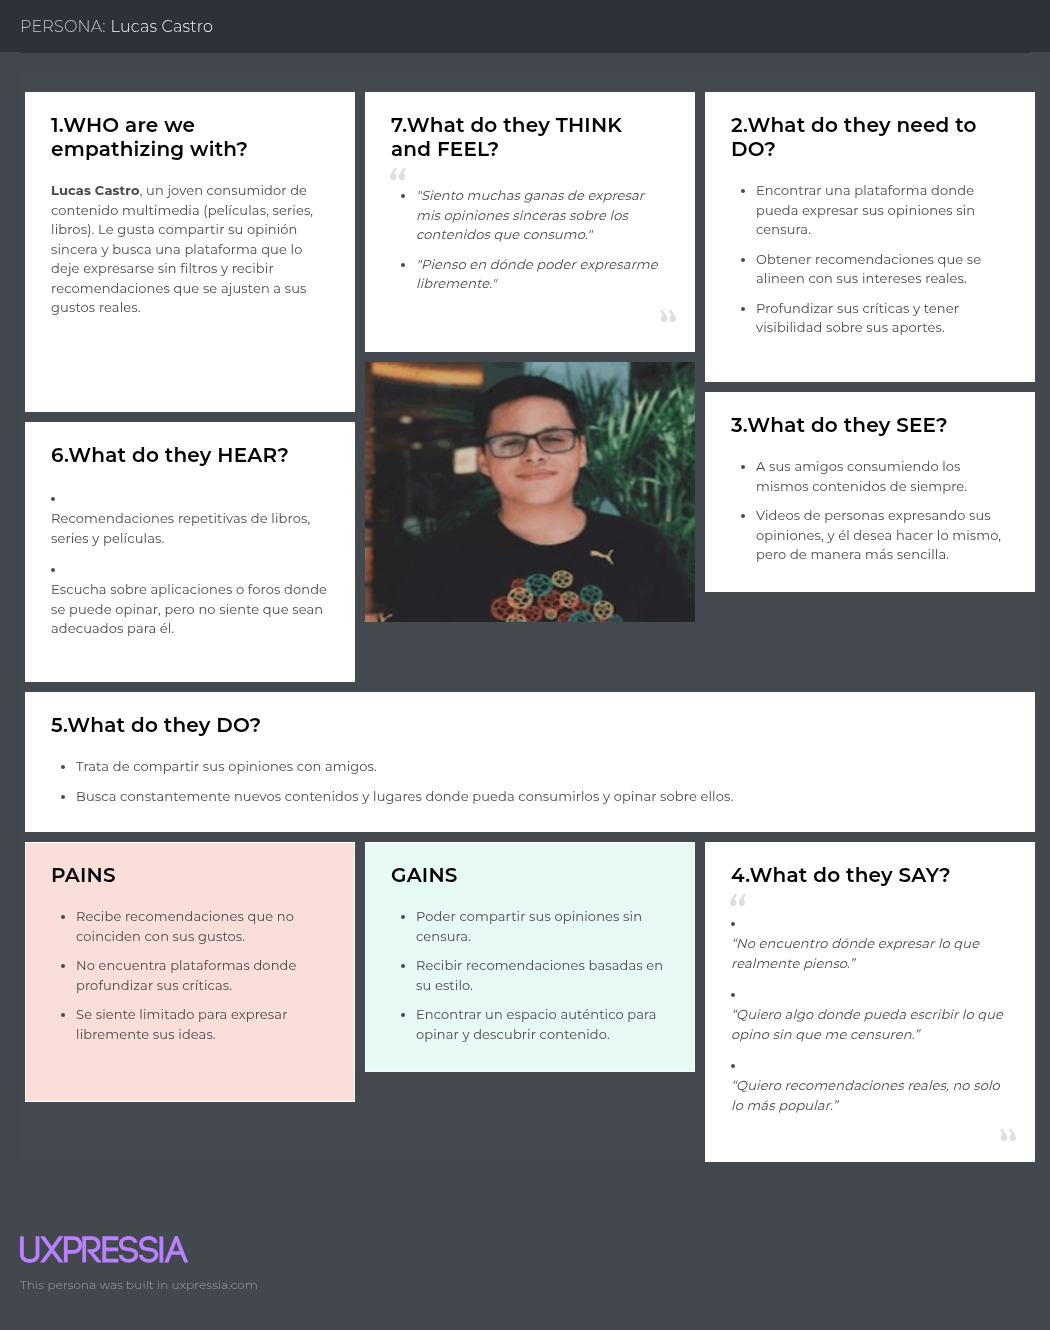 PERSONA: Lucas Castro
1.WHO are we
empathizing with?
Lucas Castro, un joven consumidor de
contenido multimedia (películas, series,
libros). Le gusta compartir su opinión
sincera y busca una plataforma que lo
deje expresarse sin filtros y recibir
recomendaciones que se ajusten a sus
gustos reales.
7.What do they THINK
and FEEL?
“
• "Siento muchas ganas de expresar
mis opiniones sinceras sobre los
contenidos que consumo."
• "Pienso en dónde poder expresarme
libremente."
”
2.What do they need to
DO?
• Encontrar una plataforma donde
pueda expresar sus opiniones sin
censura.
• Obtener recomendaciones que se
alineen con sus intereses reales.
• Profundizar sus críticas y tener
visibilidad sobre sus aportes.
6.What do they HEAR?
•
Recomendaciones repetitivas de libros,
series y películas.
•
Escucha sobre aplicaciones o foros donde
se puede opinar, pero no siente que sean
adecuados para él.
3.What do they SEE?
• A sus amigos consumiendo los
mismos contenidos de siempre.
• Videos de personas expresando sus
opiniones, y él desea hacer lo mismo,
pero de manera más sencilla.
5.What do they DO?
• Trata de compartir sus opiniones con amigos.
• Busca constantemente nuevos contenidos y lugares donde pueda consumirlos y opinar sobre ellos.
PAINS
• Recibe recomendaciones que no
coinciden con sus gustos.
• No encuentra plataformas donde
profundizar sus críticas.
• Se siente limitado para expresar
libremente sus ideas.
GAINS
• Poder compartir sus opiniones sin
censura.
• Recibir recomendaciones basadas en
su estilo.
• Encontrar un espacio auténtico para
opinar y descubrir contenido.
4.What do they SAY?
“
•
“No encuentro dónde expresar lo que
realmente pienso.”
•
“Quiero algo donde pueda escribir lo que
opino sin que me censuren.”
•
“Quiero recomendaciones reales, no solo
lo más popular.”
”
UXPRESSIA
This persona was built in uxpressia.com